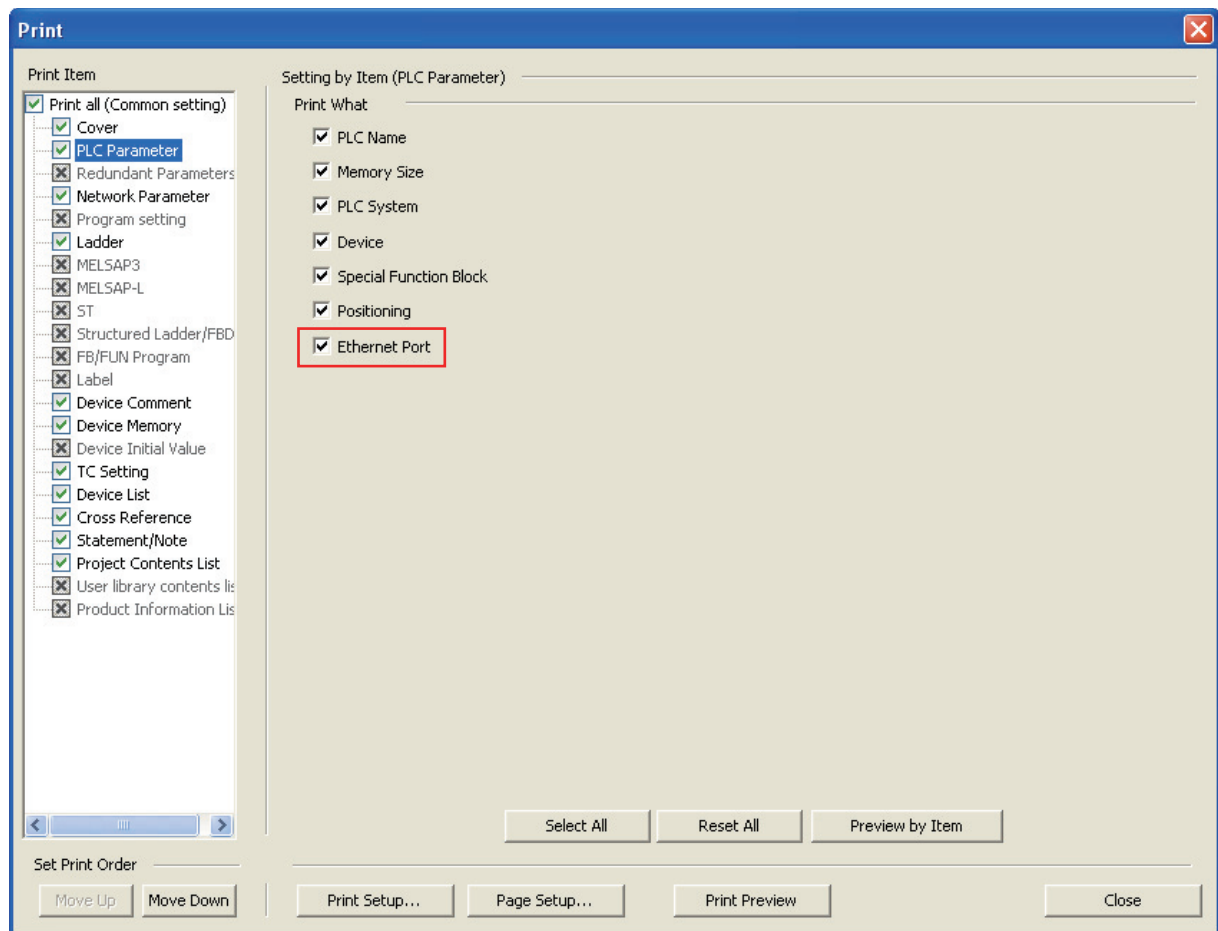 Print
Print Item
Print all (Common setting)
Cover
PLC Parameter
Redundant Parameters
Network Parameter
Program setting
Ladder
MELSAP3
MELSAP-L
ST
Structured Ladder/FBD
FB/FUN Program
Label
Device Comment
Device Memory
Device Initial Value
TC Setting
Device List
Cross Reference
Statement/Note
Project Contents List
User library contents lis
Product Information Lis
Set Print Order
Move Up
Move Down
Setting by Item (PLC Parameter)
Print What
PLC Name
Memory Size
PLC System
Device
Special Function Block
Positioning
Ethernet Port
Select All
Reset All
Preview by Item
Print Setup...
Page Setup...
Print Preview
Close